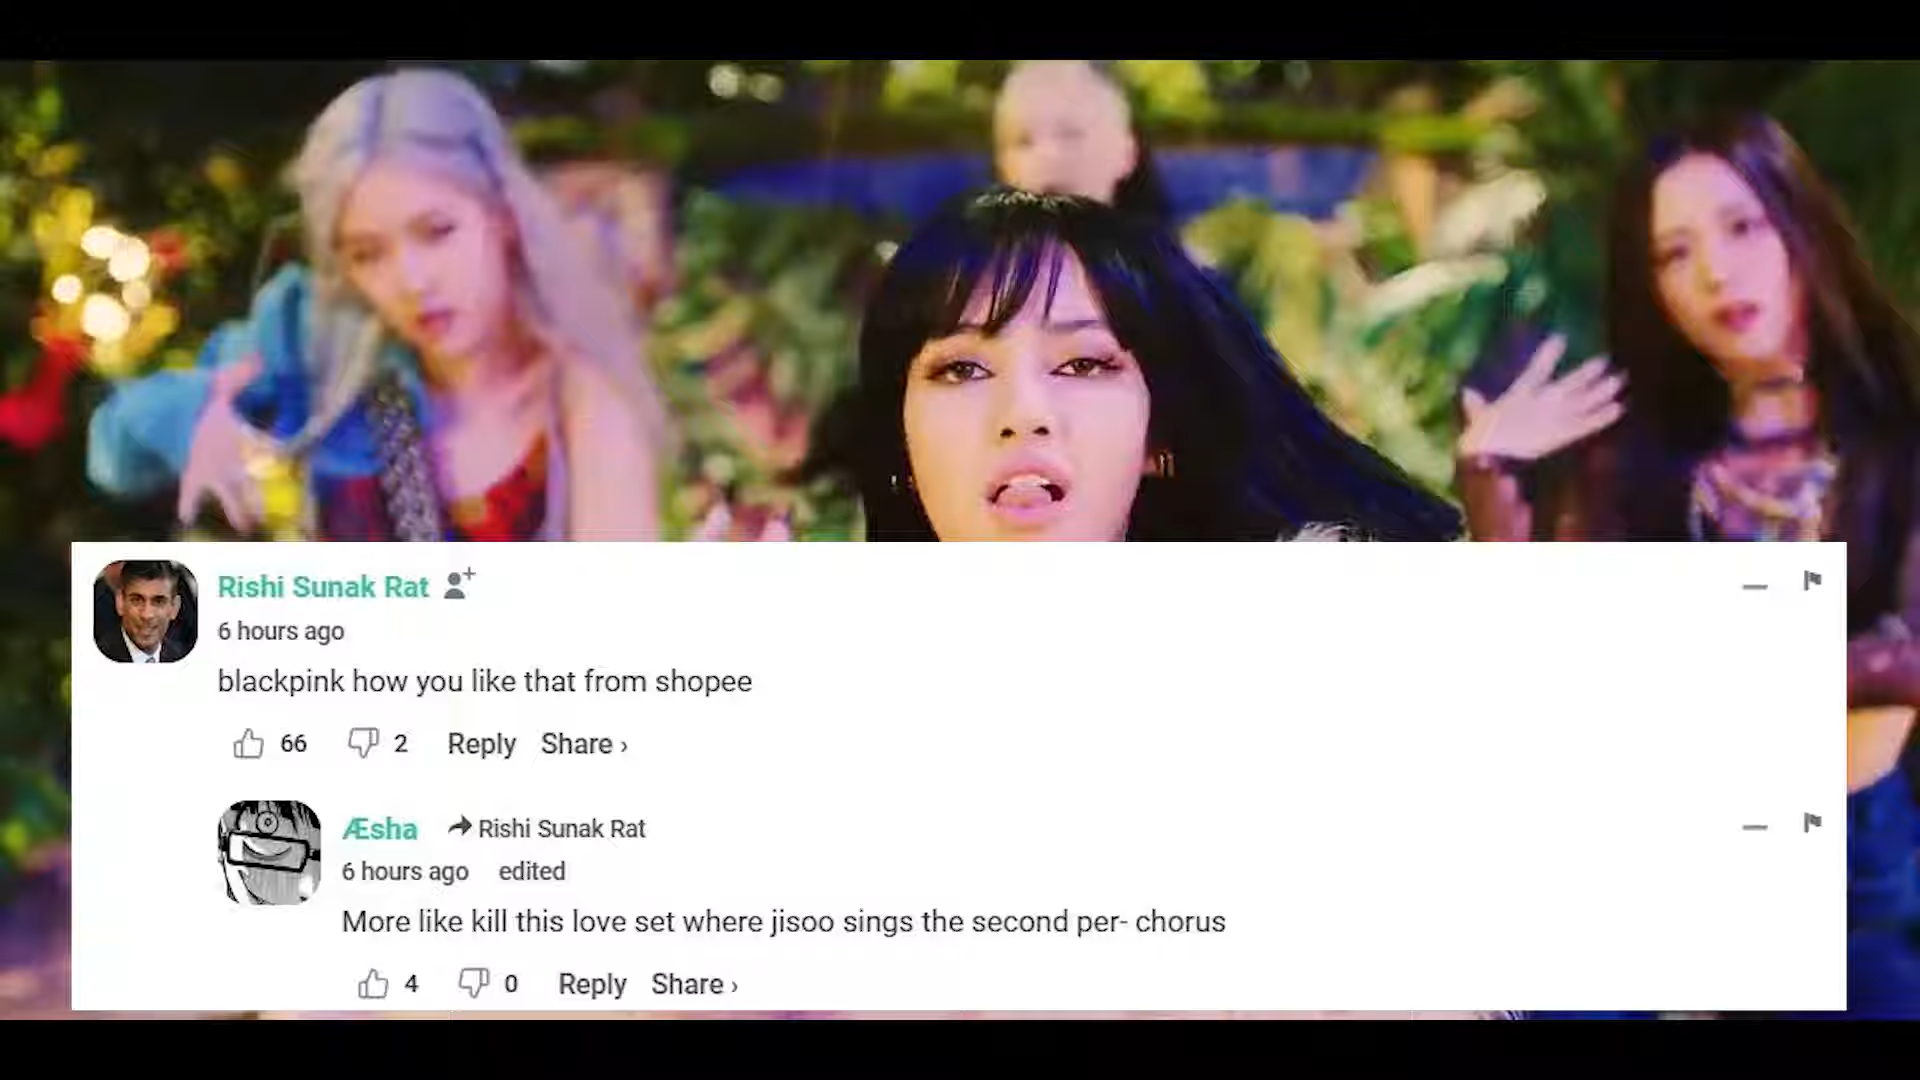 Rishi Sunak Rat
6 hours ago
blackpink how you like that from shopee
66 2 Reply Share ›
Æsha Rishi Sunak Rat
6 hours ago edited
More like kill this love set where jisoo sings the second per- chorus
4 0 Reply Share ›